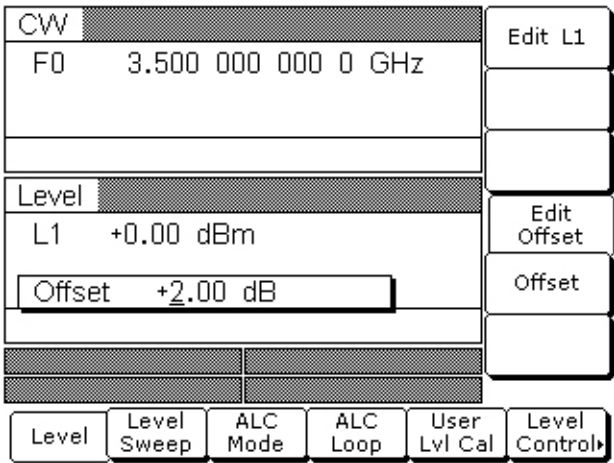 CW
F0 3.500 000 000 0 GHz
Edit L1
Level
L1 +0.00 dBm
Offset +2.00 dB
Edit
Offset
Offset
Level
Level
Sweep
ALC
Mode
ALC
Loop
User
Lvl Cal
Level
Control